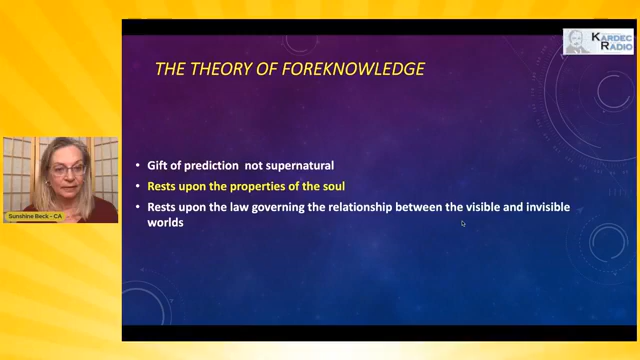 KARDEC
RADIO
THE THEORY OF FOREKNOWLEDGE
• Gift of prediction not supernatural
• Rests upon the properties of the soul
• Rests upon the law governing the relationship between the visible and invisible
worlds
Sunshine Beck - CA